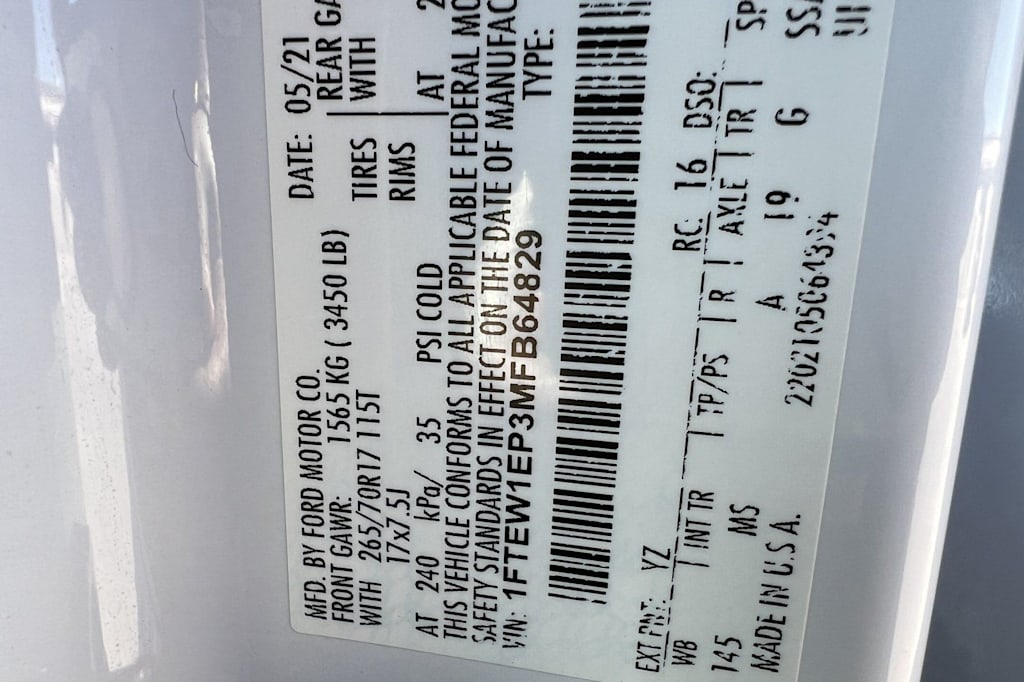 MFD. BY FORD MOTOR CO. DATE: 05/21
FRONT GAWR: 1565 KG ( 3450 LB) REAR GA
WITH 265/70R17 115T TIRES WITH
17x7.5J RIMS
AT 240 kPa/ 35 PSI COLD AT 2
THIS VEHICLE CONFORMS TO ALL APPLICABLE FEDERAL MO
SAFETY STANDARDS IN EFFECT ON THE DATE OF MANUFAC
VIN: 1FTEW1EP3MFB64829 TYPE:
EXT PNT: YZ RC: 16 DSO:
WB INT TR TP/PS R AXLE TR SP
145 MS A 19 G SSA
MADE IN U.S.A.